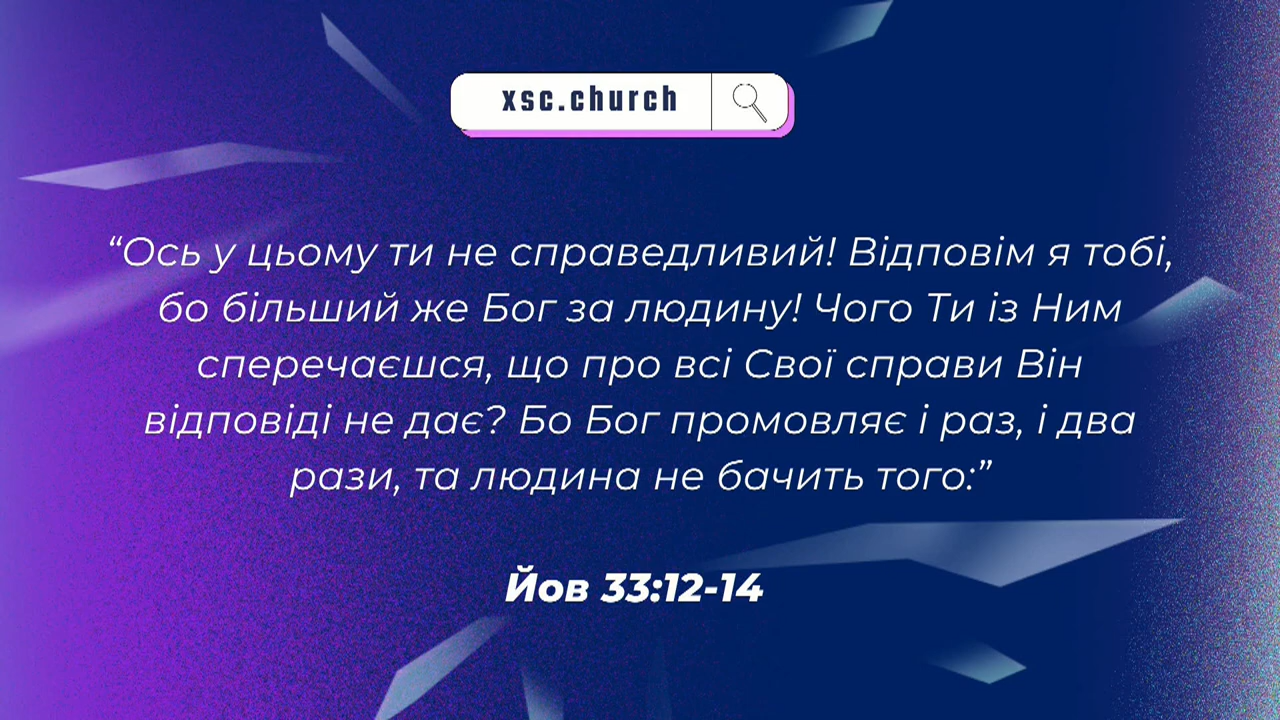 xsc.church
“Ось у цьому ти не справедливий! Відповім я тобі,
бо більший же Бог за людину! Чого Ти із Ним
сперечаєшся, що про всі Свої справи Він
відповіді не дає? Бо Бог промовляє і раз, і два
рази, та людина не бачить того:”
Йов 33:12-14